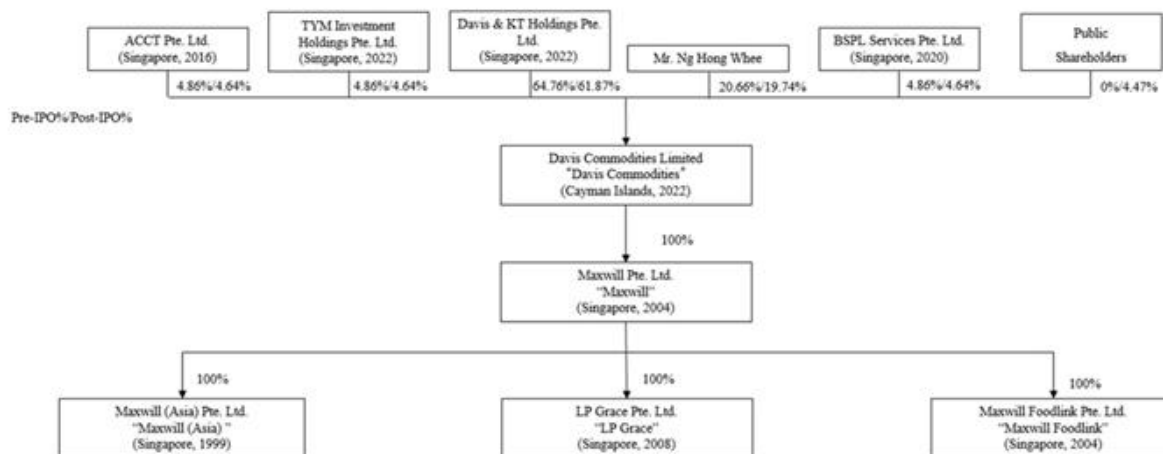 ACCT Pte. Ltd.
(Singapore, 2016)
TYM Investment
Holdings Pte. Ltd.
(Singapore, 2022)
Davis & KT Holdings Pte.
Ltd.
(Singapore, 2022)
Mr. Ng Hong Whee
BSPL Services Pte. Ltd.
(Singapore, 2020)
Public
Shareholders
4.86%/4.64%
4.86%/4.64%
64.76%/61.87%
20.66%/19.74%
4.86%/4.64%
0%/4.47%
Pre-IPO%/Post-IPO%
Davis Commodities Limited
"Davis Commodities"
(Cayman Islands, 2022)
100%
Maxwill Pte. Ltd.
"Maxwill"
(Singapore, 2004)
100%
100%
100%
Maxwill (Asia) Pte. Ltd.
"Maxwill (Asia) "
(Singapore, 1999)
LP Grace Pte. Ltd.
"LP Grace"
(Singapore, 2008)
Maxwill Foodlink Pte. Ltd.
"Maxwill Foodlink"
(Singapore, 2004)